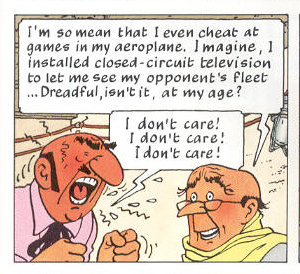 I'm so mean that I even cheat at
games in my aeroplane. Imagine, I
installed closed-circuit television
to let me see my opponent's fleet
...Dreadful,isn't it, at my age?
I don't care!
I don't care!
I don't care!